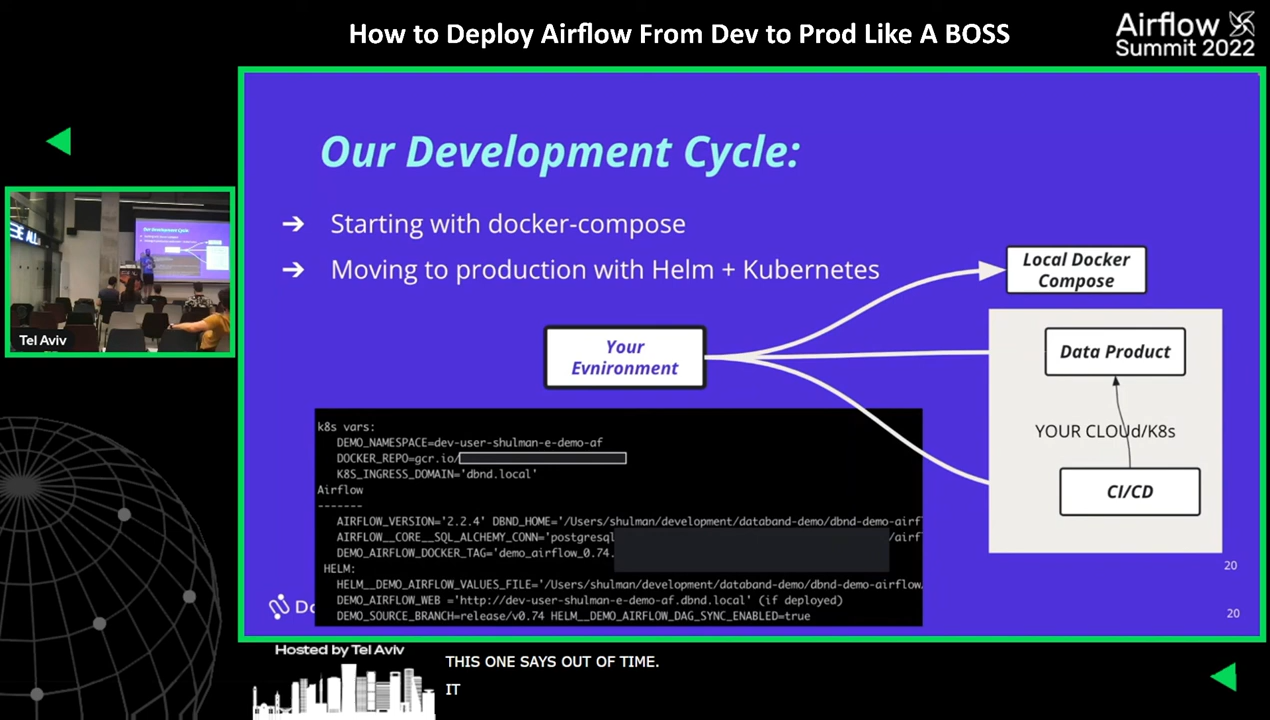 How to Deploy Airflow From Dev to Prod Like A BOSS
Airflow
Summit 2022
Our Development Cycle:
➔ Starting with docker-compose
➔ Moving to production with Helm + Kubernetes
Local Docker
Compose
Your
Evnironment
Data Product
YOUR CLOUd/K8s
CI/CD
k8s vars:
DEMO_NAMESPACE=dev-user-shulman-e-demo-af
DOCKER_REPO=gcr.io/
K8S_INGRESS_DOMAIN='dbnd.local'
Airflow
-------
AIRFLOW_VERSION='2.2.4' DBND_HOME='/Users/shulman/development/databand-demo/dbnd-demo-airfl
AIRFLOW__CORE__SQL_ALCHEMY_CONN='postgresql /airfl
DEMO_AIRFLOW_DOCKER_TAG='demo_airflow_0.74.
HELM:
HELM__DEMO_AIRFLOW_VALUES_FILE='/Users/shulman/development/databand-demo/dbnd-demo-airflow.
DEMO_AIRFLOW_WEB ='http://dev-user-shulman-e-demo-af.dbnd.local' (if deployed)
DEMO_SOURCE_BRANCH=release/v0.74 HELM__DEMO_AIRFLOW_DAG_SYNC_ENABLED=true
20
20
Our Development Cycle
Tel Aviv
Hosted by Tel Aviv
THIS ONE SAYS OUT OF TIME.
IT